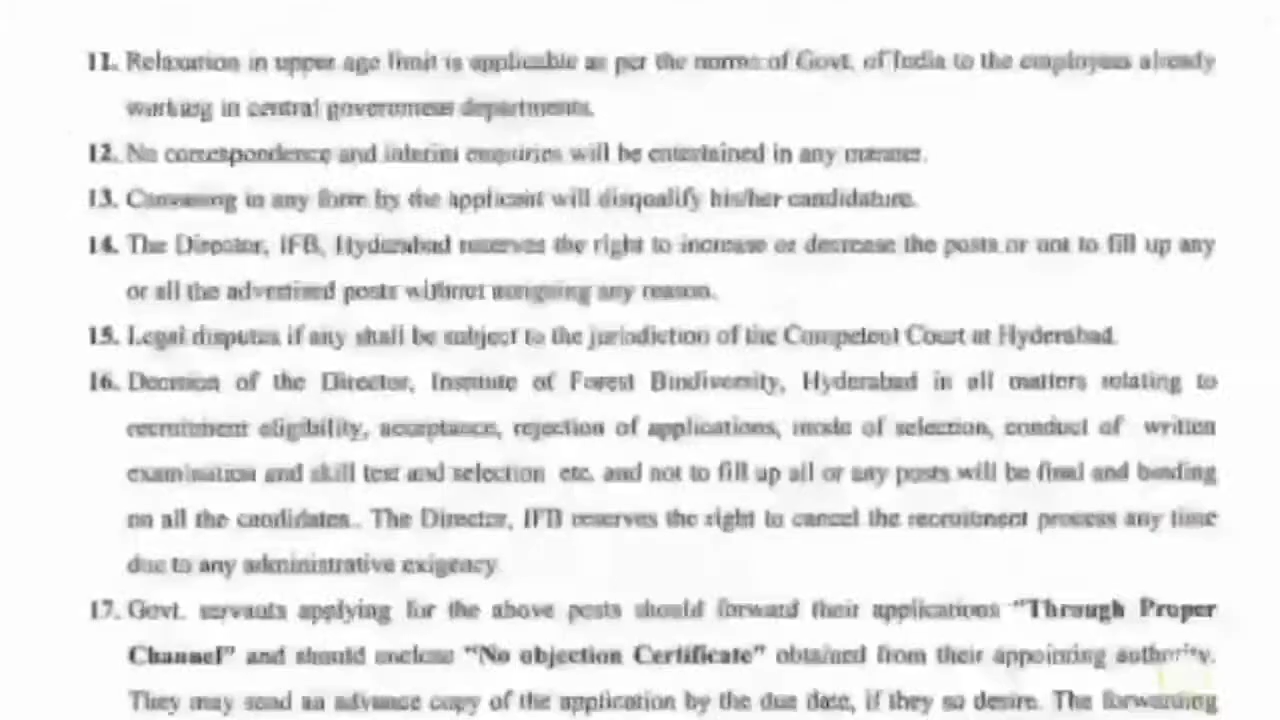 11. Relaxation in upper age limit is applicable as per the norms of Govt. of India to the employees already
working in central government departments.
12. No correspondence and interim enquiries will be entertained in any manner.
13. Canvassing in any form by the applicant will disqualify his/her candidature.
14. The Director, IFB, Hyderabad reserves the right to increase or decrease the posts or not to fill up any
or all the advertised posts without assigning any reason.
15. Legal disputes if any shall be subject to the jurisdiction of the Competent Court at Hyderabad.
16. Decision of the Director, Institute of Forest Biodiversity, Hyderabad in all matters relating to
recruitment eligibility, acceptance, rejection of applications, mode of selection, conduct of written
examination and skill test and selection etc. and not to fill up all or any posts will be final and binding
on all the candidates. The Director, IFB reserves the right to cancel the recruitment process any time
due to any administrative exigency.
17. Govt. servants applying for the above posts should forward their applications "Through Proper
Channel" and should enclose "No objection Certificate" obtained from their appointing authority.
They may send an advance copy of the application by the due date, if they so desire. The forwarding